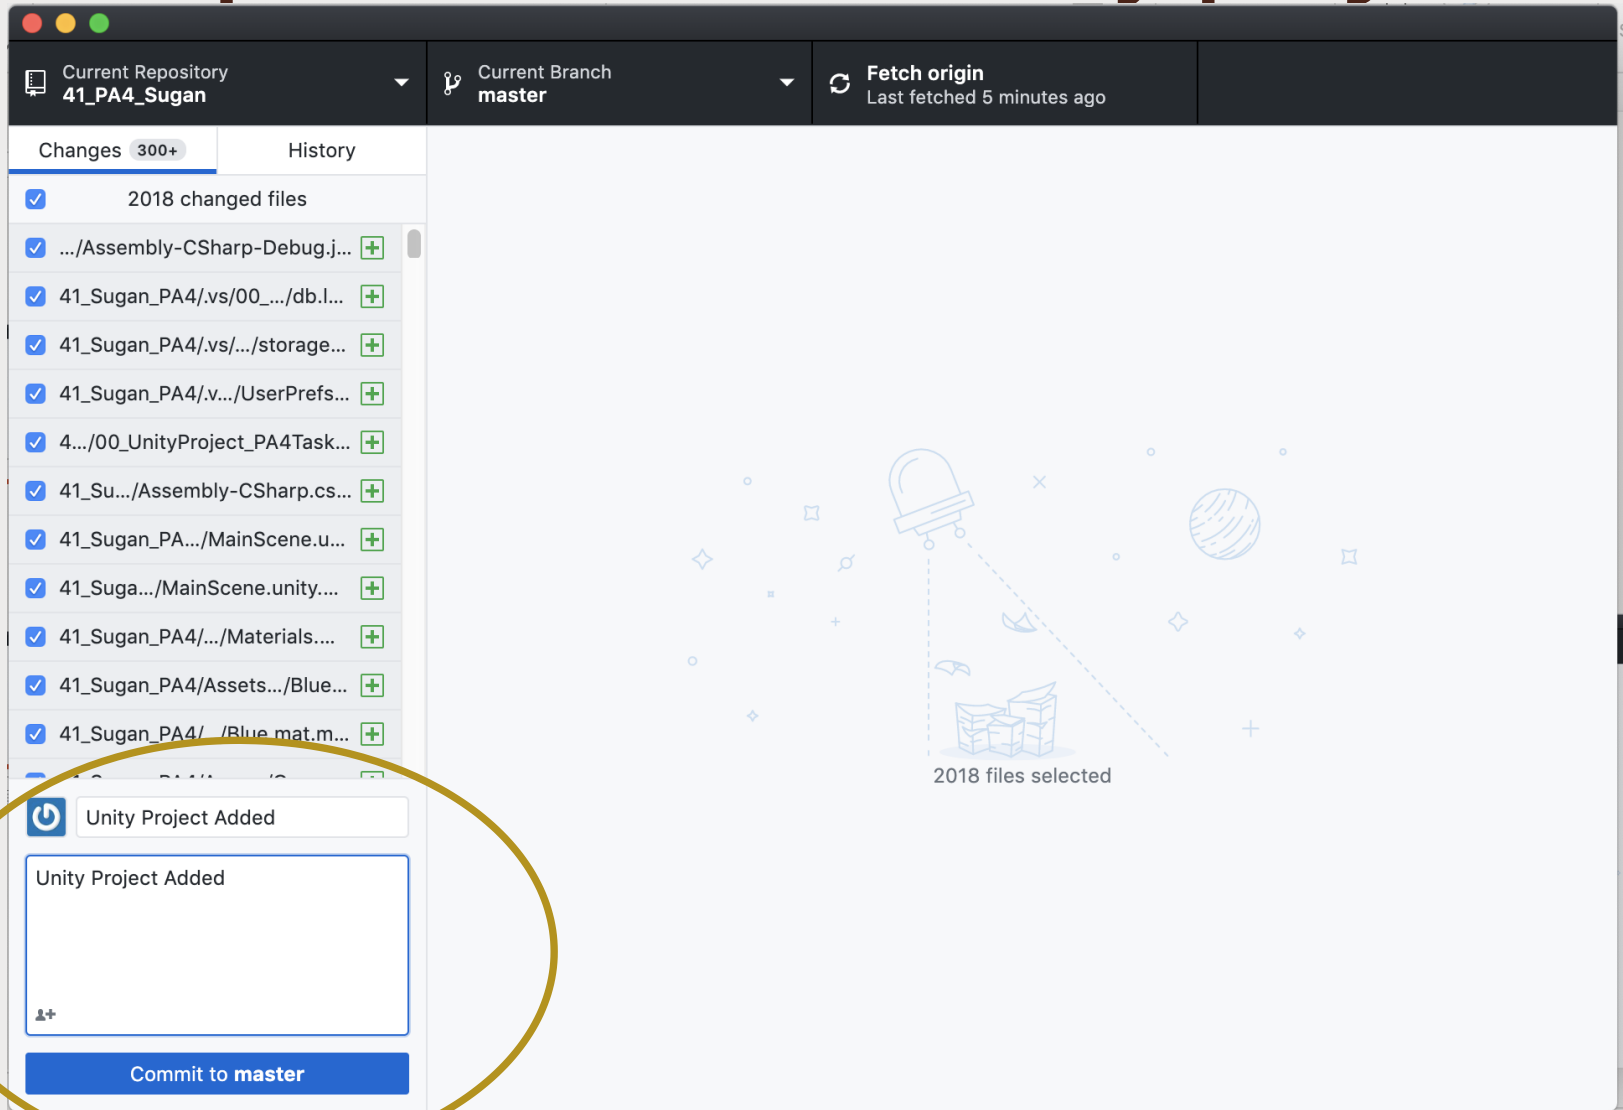 Current Repository
41_PA4_Sugan
Current Branch
master
Fetch origin
Last fetched 5 minutes ago
Changes 300+
History
2018 changed files
.../Assembly-CSharp-Debug.j...
41_Sugan_PA4/.vs/00_.../db.l...
41_Sugan_PA4/.vs/.../storage...
41_Sugan_PA4/.v.../UserPrefs...
4.../00_UnityProject_PA4Task...
41_Su.../Assembly-CSharp.cs...
41_Sugan_PA.../MainScene.u...
41_Suga.../MainScene.unity....
41_Sugan_PA4/.../Materials....
41_Sugan_PA4/Assets.../Blue...
41_Sugan_PA4/.../Blue.mat.m...
2018 files selected
Unity Project Added
Unity Project Added
Commit to master